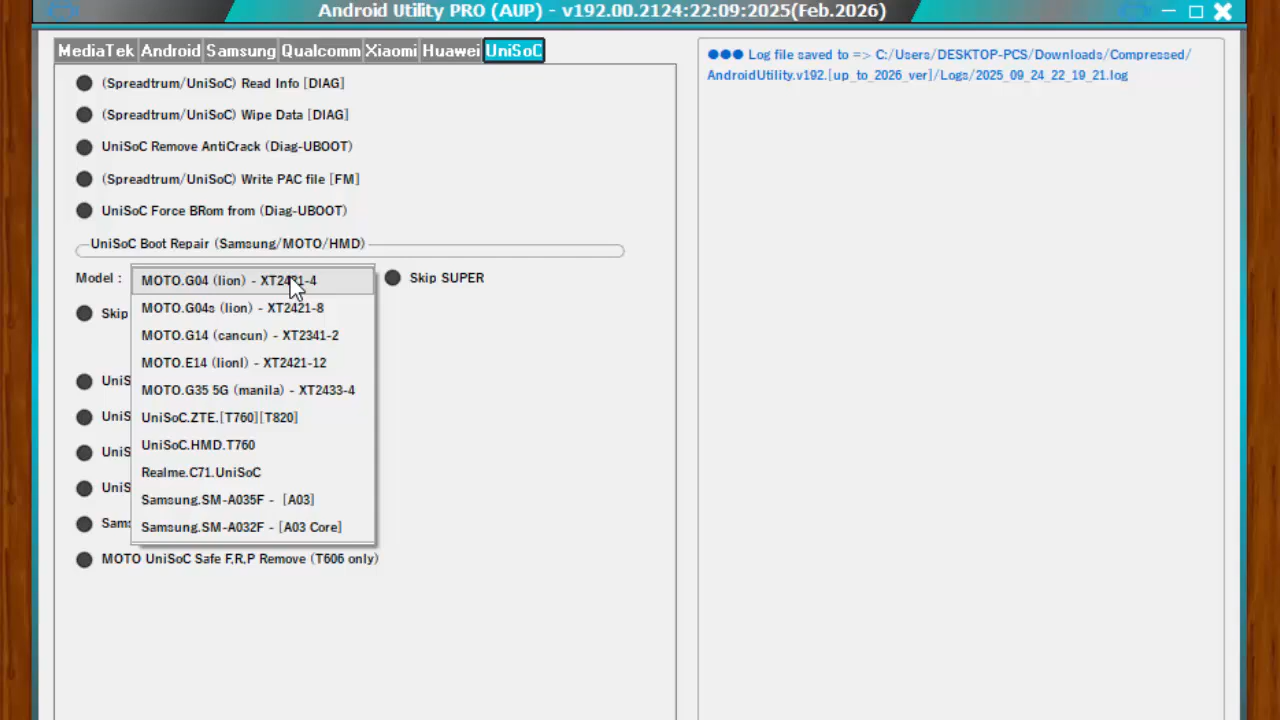 Android Utility PRO (AUP) - v192.00.2124:22:09:2025(Feb.2026)
MediaTek Android Samsung Qualcomm Xiaomi Huawei UniSoC
(Spreadtrum/UniSoC) Read Info [DIAG]
(Spreadtrum/UniSoC) Wipe Data [DIAG]
UniSoC Remove AntiCrack (Diag-UBOOT)
(Spreadtrum/UniSoC) Write PAC file [FM]
UniSoC Force BRom from (Diag-UBOOT)
UniSoC Boot Repair (Samsung/MOTO/HMD)
Model :
MOTO.G04 (lion) - XT2421-4
Skip SUPER
MOTO.G04s (lion) - XT2421-8
Skip
MOTO.G14 (cancun) - XT2341-2
MOTO.E14 (lionl) - XT2421-12
UniS
MOTO.G35 5G (manila) - XT2433-4
UniS
UniSoC.ZTE.[T760][T820]
UniS
UniSoC.HMD.T760
Realme.C71.UniSoC
UniS
Samsung.SM-A035F - [A03]
Sams
Samsung.SM-A032F - [A03 Core]
MOTO UniSoC Safe F.R.P Remove (T606 only)
●●● Log file saved to => C:/Users/DESKTOP-PCS/Downloads/Compressed/
AndroidUtility.v192.[up_to_2026_ver]/Logs/2025_09_24_22_19_21.log